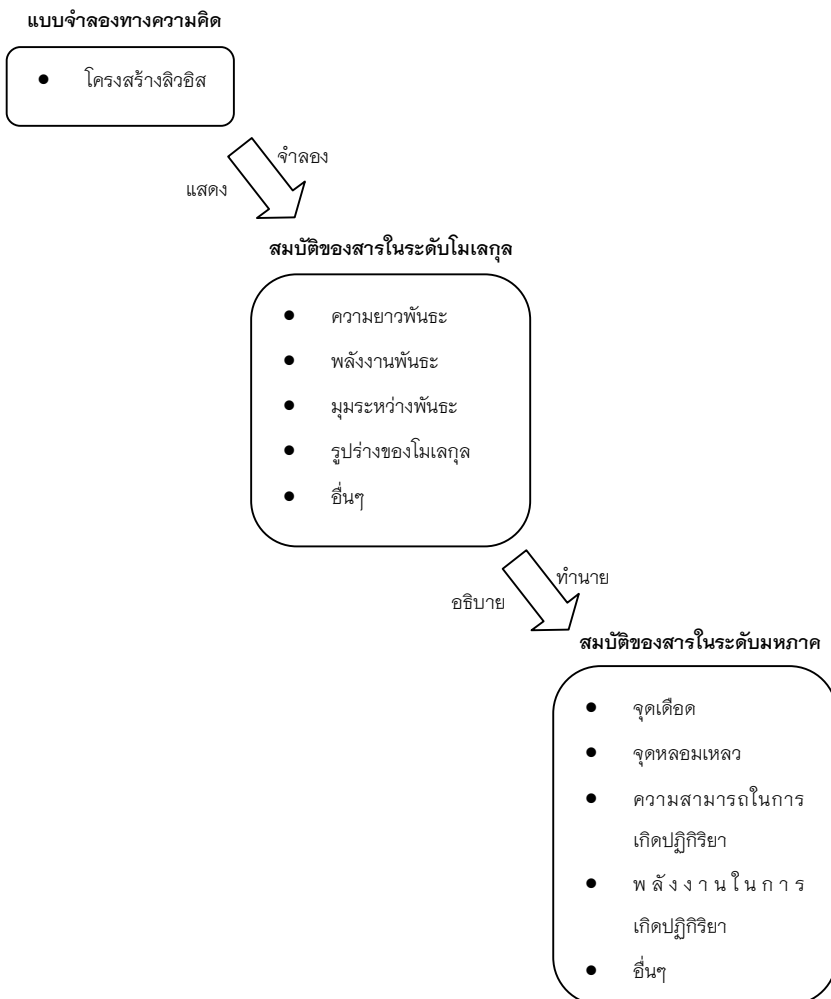 แบบจำลองทางความคิด
● โครงสร้างลิวอิส
จำลอง
แสดง
สมบัติของสารในระดับโมเลกุล
● ความยาวพันธะ
● พลังงานพันธะ
● มุมระหว่างพันธะ
● รูปร่างของโมเลกุล
● อื่นๆ
ทำนาย
อธิบาย
สมบัติของสารในระดับมหภาค
● จุดเดือด
● จุดหลอมเหลว
● ความสามารถในการ
เกิดปฏิกิริยา
● พลังงานในการ
เกิดปฏิกิริยา
● อื่นๆ